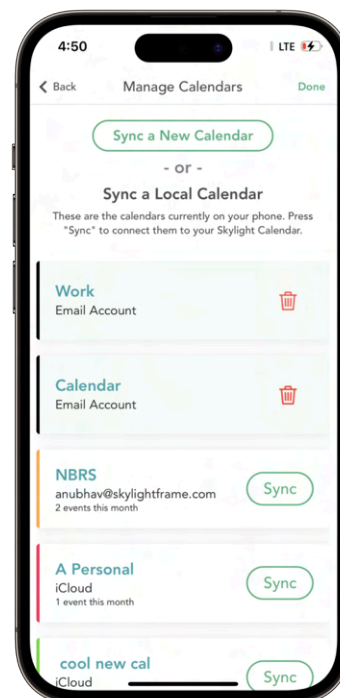 4:50
LTE
Back
Manage Calendars
Done
Sync a New Calendar
- or -
Sync a Local Calendar
These are the calendars currently on your phone. Press
"Sync" to connect them to your Skylight Calendar.
Work
Email Account
Calendar
Email Account
NBRS
anubhav@skylightframe.com
2 events this month
Sync
A Personal
iCloud
1 event this month
Sync
cool new cal
iCloud
Sync